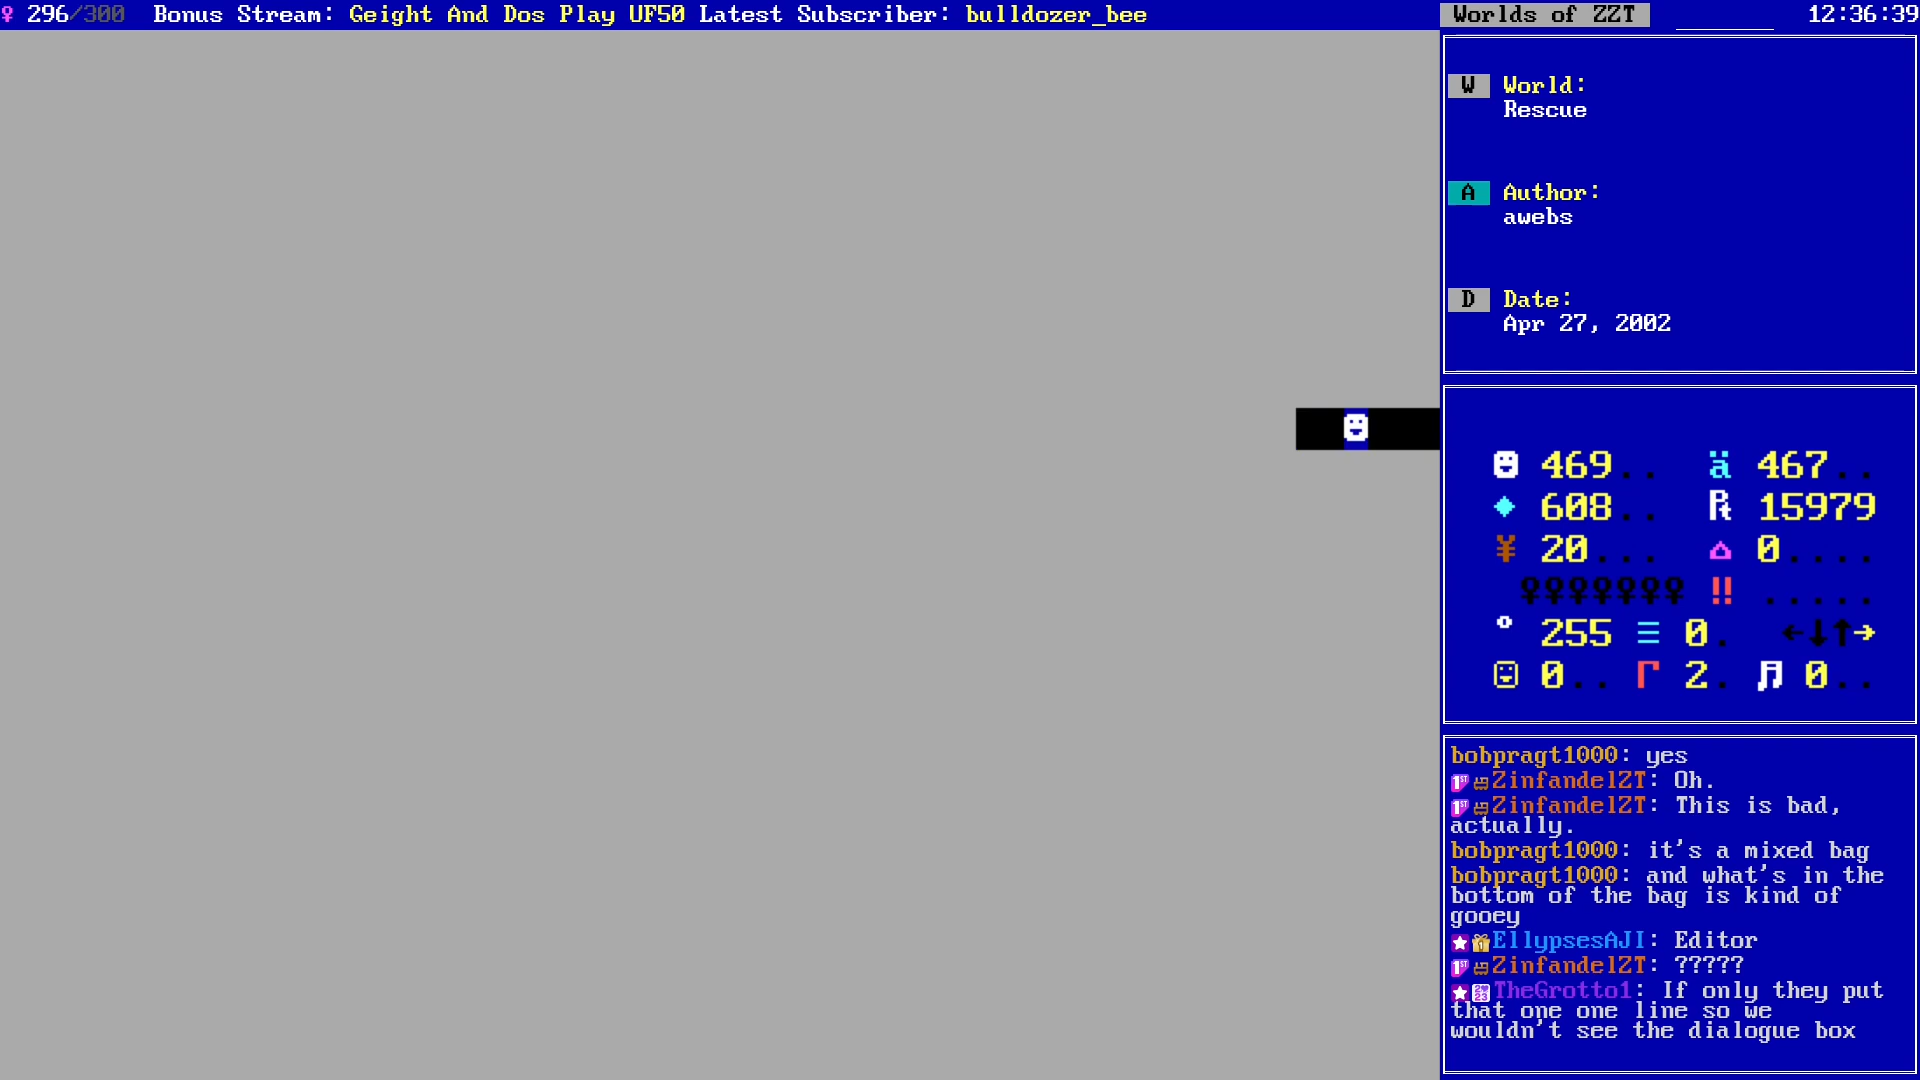 ♀ 296/300 Bonus Stream: Geight And Dos Play UF50 Latest Subscriber: bulldozer_bee
Worlds of ZZT 12:36:39
W World:
Rescue
A Author:
awebs
D Date:
Apr 27, 2002
☻ 469.. ä 467..
♦ 608.. ₧ 15979
¥ 20... ⌂ 0....
♀♀♀♀♀♀♀ ‼ .....
° 255 ≡ 0. ←↓↑→
☺ 0.. Γ 2. ♫ 0..
bobpragt1000: yes
ZinfandelZT: Oh.
ZinfandelZT: This is bad,
actually.
bobpragt1000: it's a mixed bag
bobpragt1000: and what's in the
bottom of the bag is kind of
gooey
EllypsesAJI: Editor
ZinfandelZT: ?????
TheGrotto1: If only they put
that one one line so we
wouldn't see the dialogue box